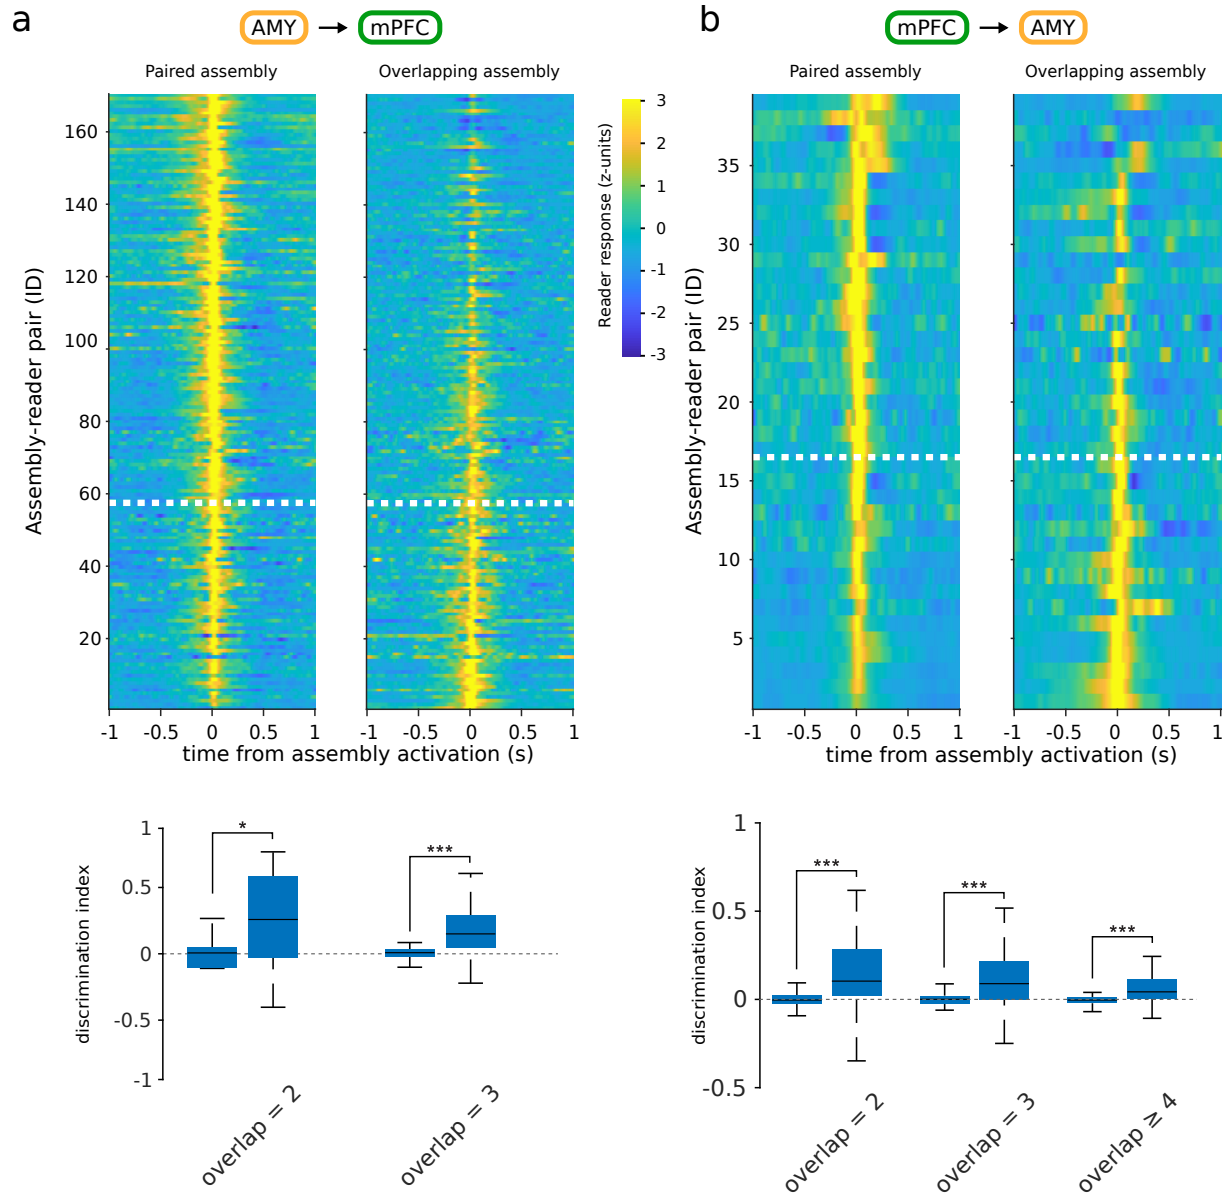 a
AMY → mPFC
Paired assembly
Overlapping assembly
Assembly-reader pair (ID)
160
140
120
100
80
60
40
20
-1 -0.5 0 0.5 1
-1 -0.5 0 0.5 1
time from assembly activation (s)
Reader response (z-units)
3
2
1
0
-1
-2
-3
b
mPFC → AMY
Paired assembly
Overlapping assembly
Assembly-reader pair (ID)
35
30
25
20
15
10
5
-1 -0.5 0 0.5 1
-1 -0.5 0 0.5 1
time from assembly activation (s)
discrimination index
1
0.5
0
-0.5
-1
*
***
overlap = 2
overlap = 3
discrimination index
1
0.5
0
-0.5
***
***
***
overlap = 2
overlap = 3
overlap ≥ 4